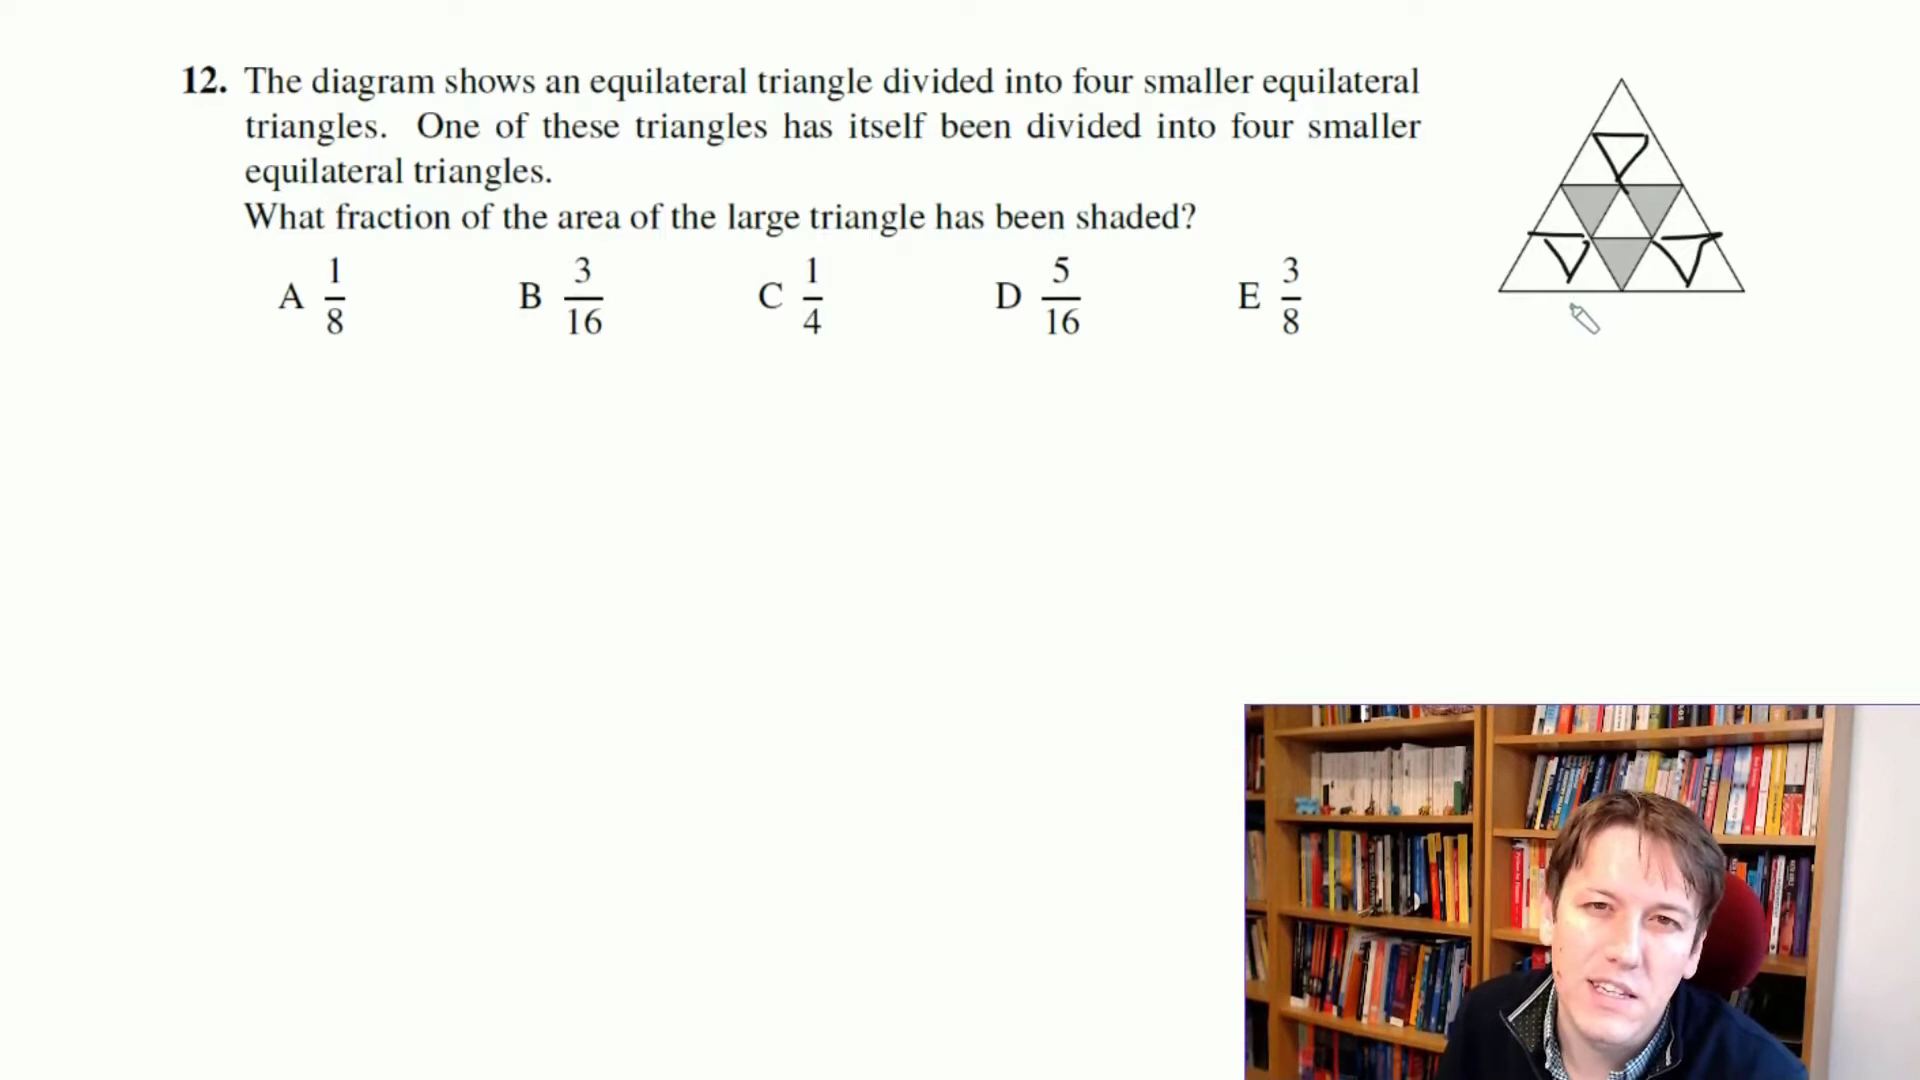 12. The diagram shows an equilateral triangle divided into four smaller equilateral
triangles. One of these triangles has itself been divided into four smaller
equilateral triangles.
What fraction of the area of the large triangle has been shaded?
A 1/8 B 3/16 C 1/4 D 5/16 E 3/8